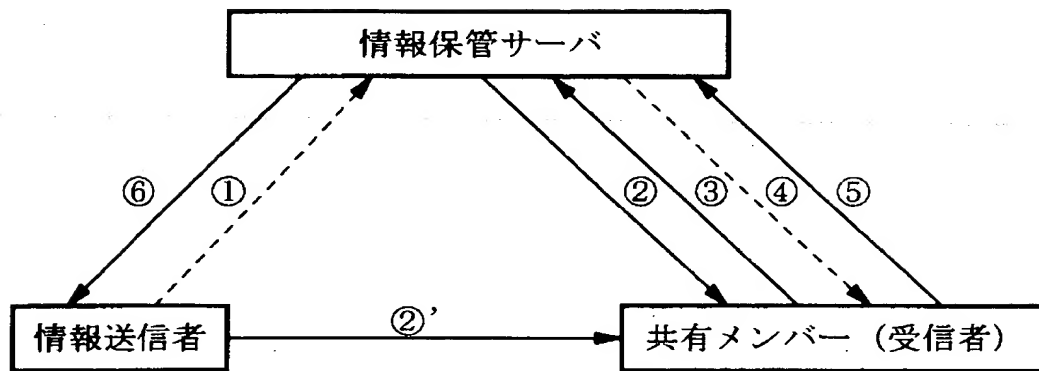 情報保管サーバ
⑥ ① ② ③ ④ ⑤
情報送信者 ②’ 共有メンバー（受信者）